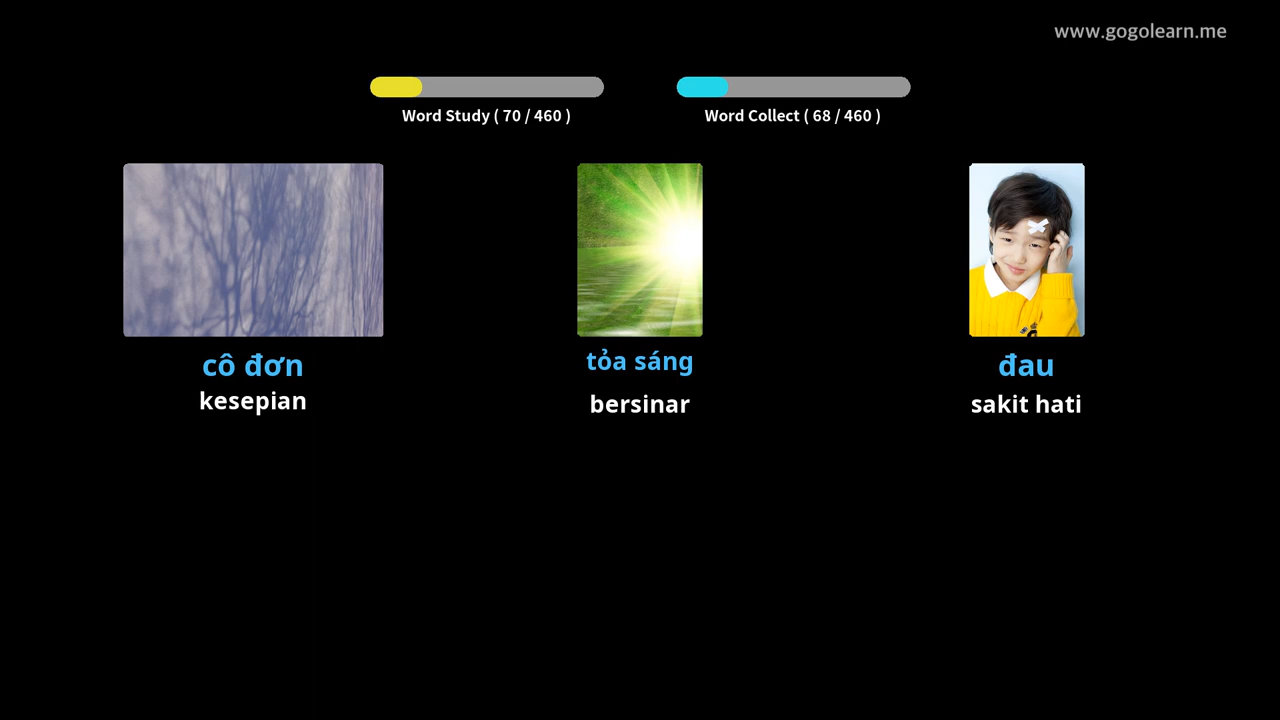 www.gogolearn.me
Word Study ( 70 / 460 )
Word Collect ( 68 / 460 )
cô đơn
kesepian
tỏa sáng
bersinar
đau
sakit hati